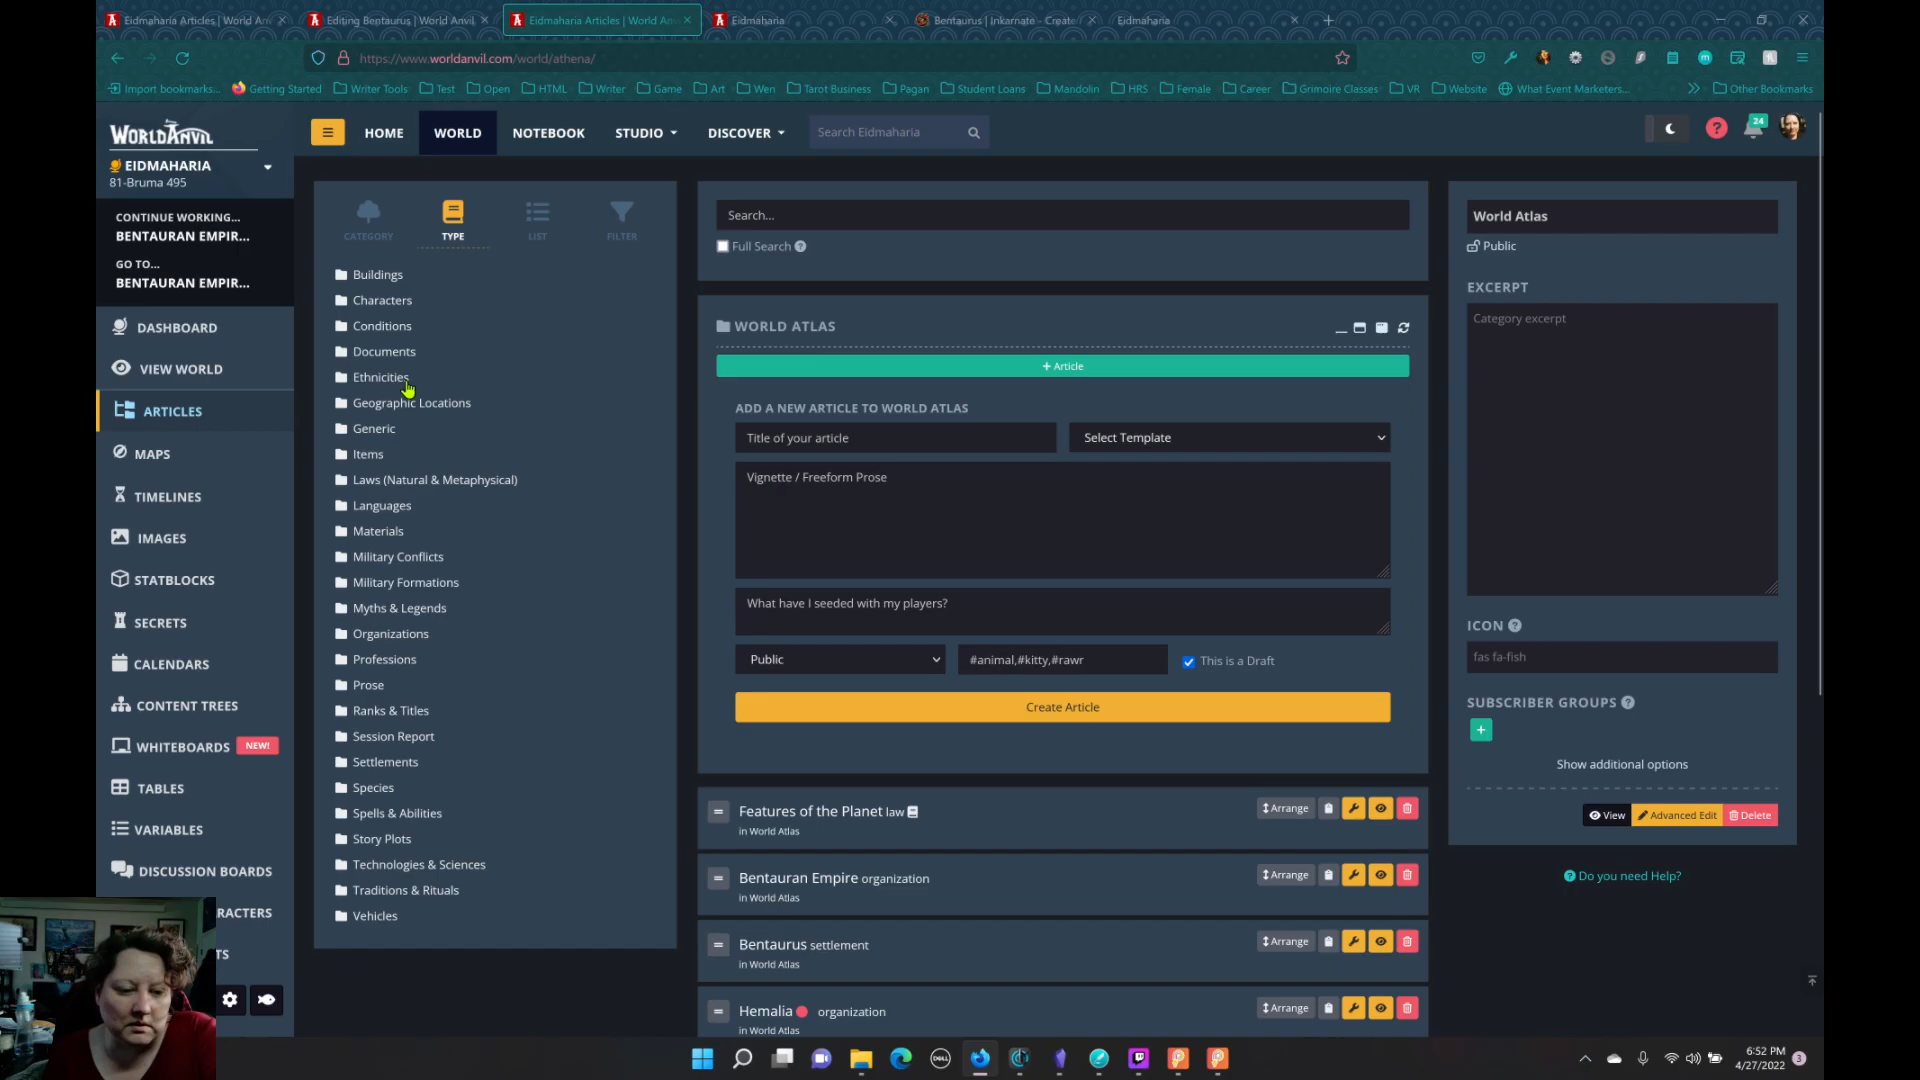 Eidmaharia Articles | World An
Editing Bentaurus | World Anvil
Eidmaharia Articles | World An
Eidmaharia
Bentaurus | Inkarnate - Create
Eidmaharia
https://www.worldanvil.com/world/athena/
Import bookmarks...
Getting Started
Writer Tools
Test
Open
HTML
Writer
Game
Art
Wen
Tarot Business
Pagan
Student Loans
Mandolin
HRS
Female
Career
Grimoire Classes
VR
Website
What Event Marketers...
Other Bookmarks
WORLDANVIL
EIDMAHARIA
81-Bruma 495
HOME
WORLD
NOTEBOOK
STUDIO
DISCOVER
Search Eidmaharia
24
CONTINUE WORKING...
BENTAURAN EMPIR...
GO TO...
BENTAURAN EMPIR...
DASHBOARD
VIEW WORLD
ARTICLES
MAPS
TIMELINES
IMAGES
STATBLOCKS
SECRETS
CALENDARS
CONTENT TREES
WHITEBOARDS NEW!
TABLES
VARIABLES
DISCUSSION BOARDS
RACTERS
TS
CATEGORY
TYPE
LIST
FILTER
Buildings
Characters
Conditions
Documents
Ethnicities
Geographic Locations
Generic
Items
Laws (Natural & Metaphysical)
Languages
Materials
Military Conflicts
Military Formations
Myths & Legends
Organizations
Professions
Prose
Ranks & Titles
Session Report
Settlements
Species
Spells & Abilities
Story Plots
Technologies & Sciences
Traditions & Rituals
Vehicles
Search...
Full Search
WORLD ATLAS
+ Article
ADD A NEW ARTICLE TO WORLD ATLAS
Title of your article
Select Template
Vignette / Freeform Prose
What have I seeded with my players?
Public
#animal,#kitty,#rawr
This is a Draft
Create Article
Features of the Planet law
in World Atlas
Arrange
Bentauran Empire organization
in World Atlas
Arrange
Bentaurus settlement
in World Atlas
Arrange
Hemalia organization
in World Atlas
Arrange
World Atlas
Public
EXCERPT
Category excerpt
ICON
fas fa-fish
SUBSCRIBER GROUPS
+
Show additional options
View
Advanced Edit
Delete
Do you need Help?
DELL
6:52 PM
4/27/2022
3